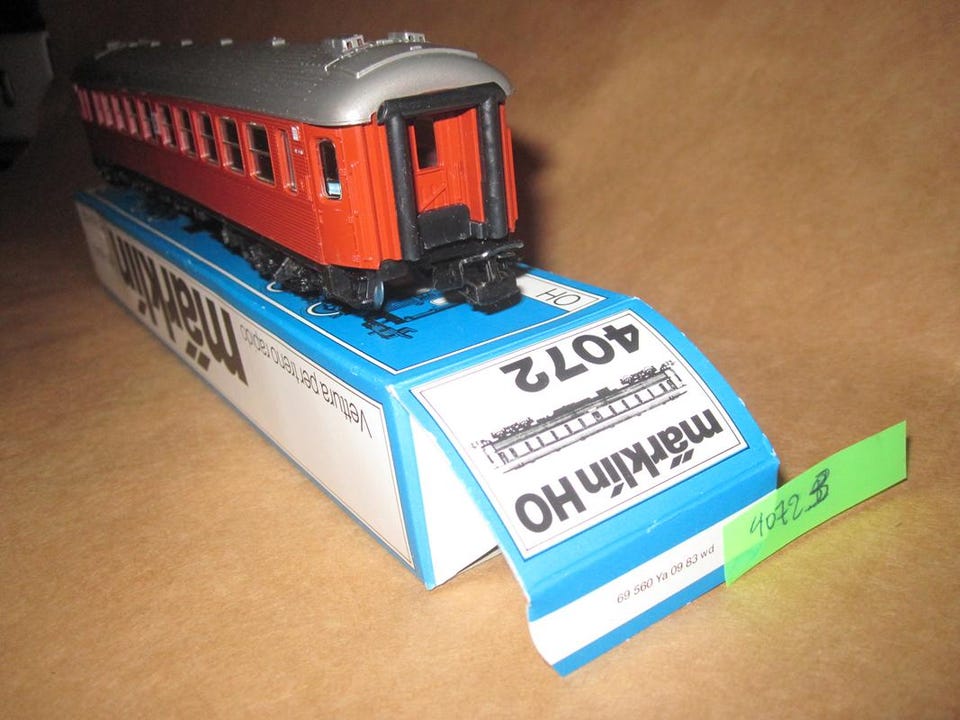 märklin
Vettura per treno rapido
HO
4072
märklin HO
69 560 Ya 09 83 wd
4072